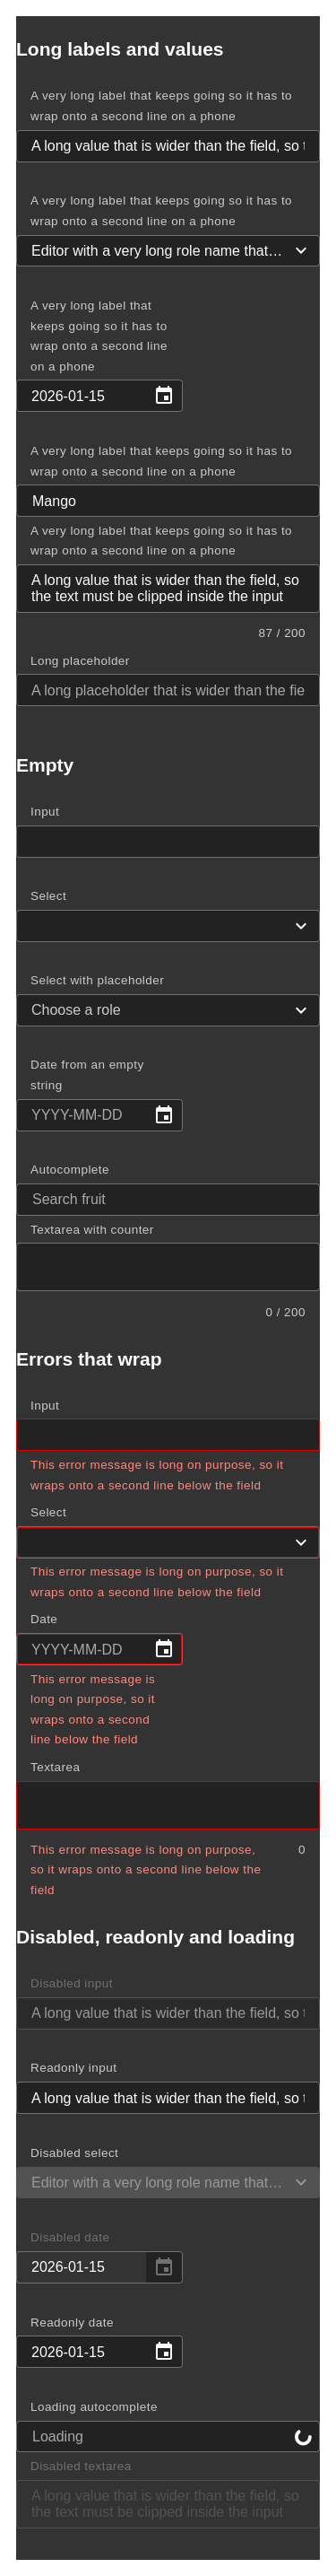 Long labels and values
A very long label that keeps going so it has to
wrap onto a second line on a phone
A long value that is wider than the field, so t
A very long label that keeps going so it has to
wrap onto a second line on a phone
Editor with a very long role name that…
A very long label that
keeps going so it has to
wrap onto a second line
on a phone
2026-01-15
A very long label that keeps going so it has to
wrap onto a second line on a phone
Mango
A very long label that keeps going so it has to
wrap onto a second line on a phone
A long value that is wider than the field, so
the text must be clipped inside the input
87 / 200
Long placeholder
A long placeholder that is wider than the fie
Empty
Input
Select
Select with placeholder
Choose a role
Date from an empty
string
YYYY-MM-DD
Autocomplete
Search fruit
Textarea with counter
0 / 200
Errors that wrap
Input
This error message is long on purpose, so it
wraps onto a second line below the field
Select
This error message is long on purpose, so it
wraps onto a second line below the field
Date
YYYY-MM-DD
This error message is
long on purpose, so it
wraps onto a second
line below the field
Textarea
This error message is long on purpose, 0
so it wraps onto a second line below the
field
Disabled, readonly and loading
Disabled input
A long value that is wider than the field, so t
Readonly input
A long value that is wider than the field, so t
Disabled select
Editor with a very long role name that…
Disabled date
2026-01-15
Readonly date
2026-01-15
Loading autocomplete
Loading
Disabled textarea
A long value that is wider than the field, so
the text must be clipped inside the input